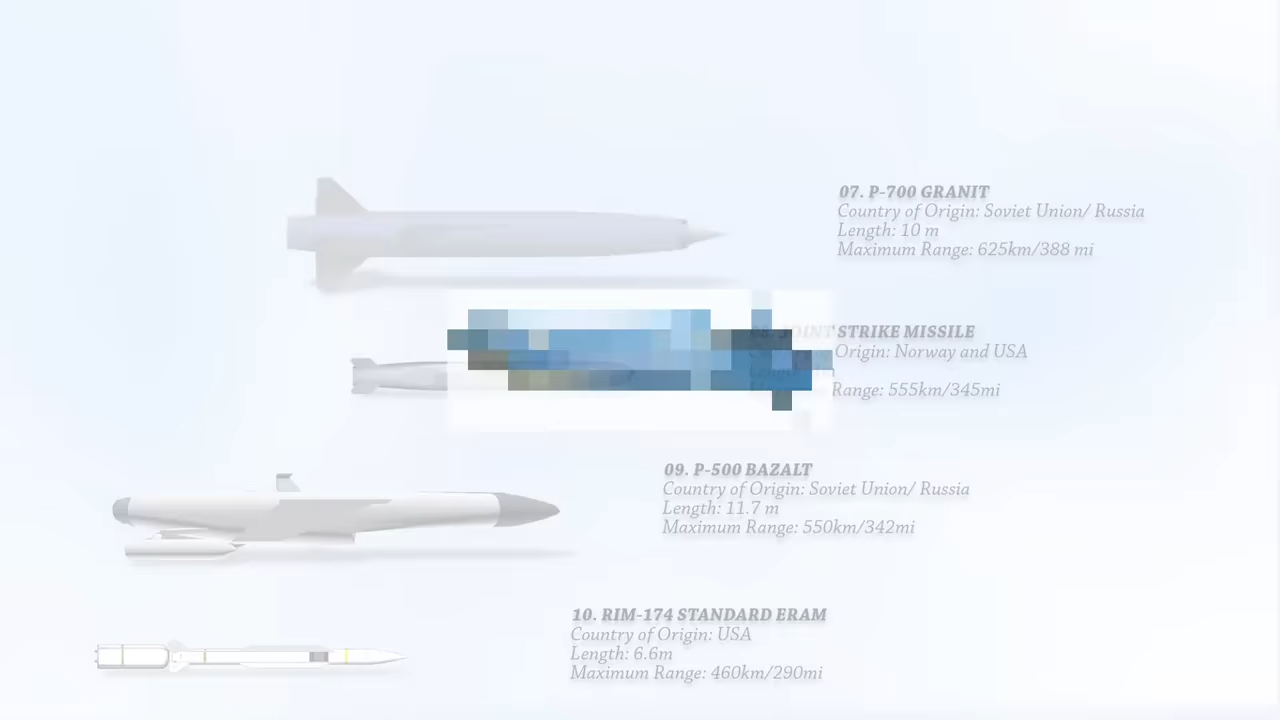 07. P-700 GRANIT
Country of Origin: Soviet Union/ Russia
Length: 10 m
Maximum Range: 625km/388 mi
STRIKE MISSILE
Origin: Norway and USA
Range: 555km/345mi
09. P-500 BAZALT
Country of Origin: Soviet Union/ Russia
Length: 11.7 m
Maximum Range: 550km/342mi
10. RIM-174 STANDARD ERAM
Country of Origin: USA
Length: 6.6m
Maximum Range: 460km/290mi